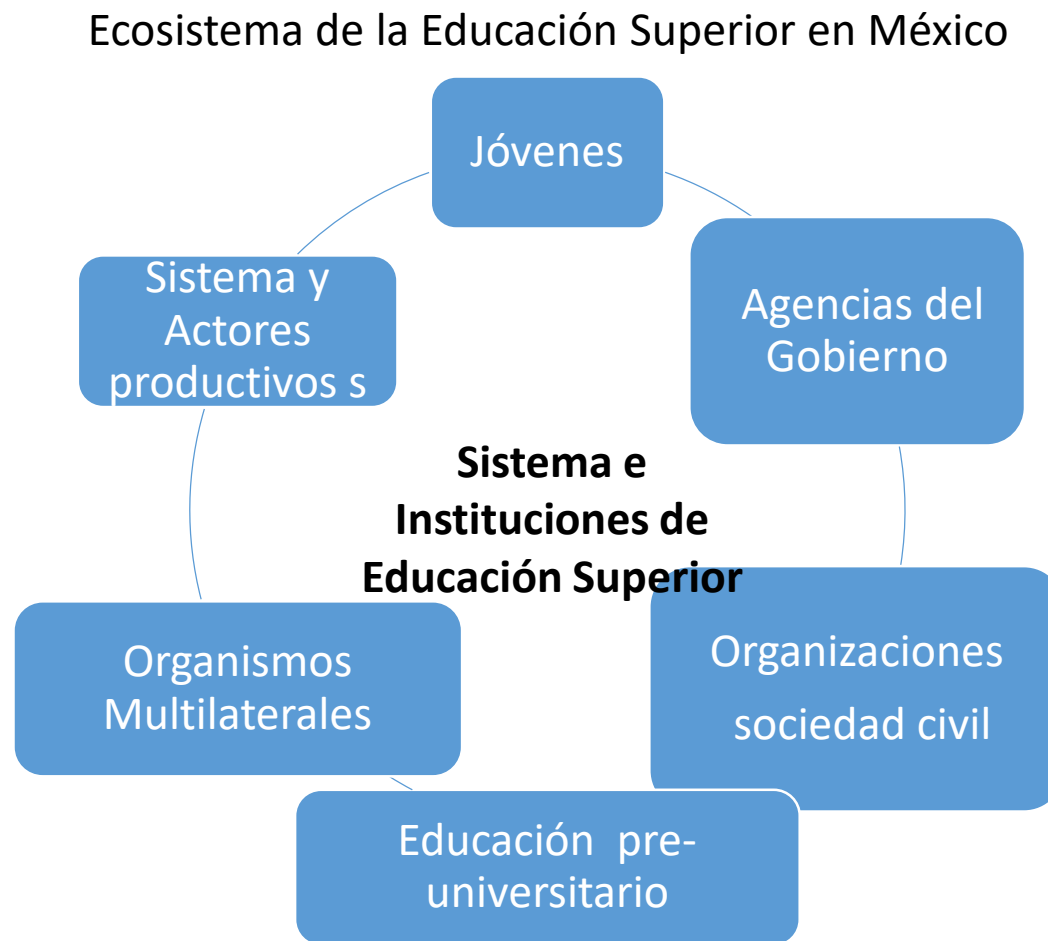 Ecosistema de la Educación Superior en México
Jóvenes
Agencias del
Gobierno
Sistema y
Actores
productivos s
Sistema e
Instituciones de
Educación Superior
Organizaciones
sociedad civil
Organismos
Multilaterales
Educación  pre-
universitario